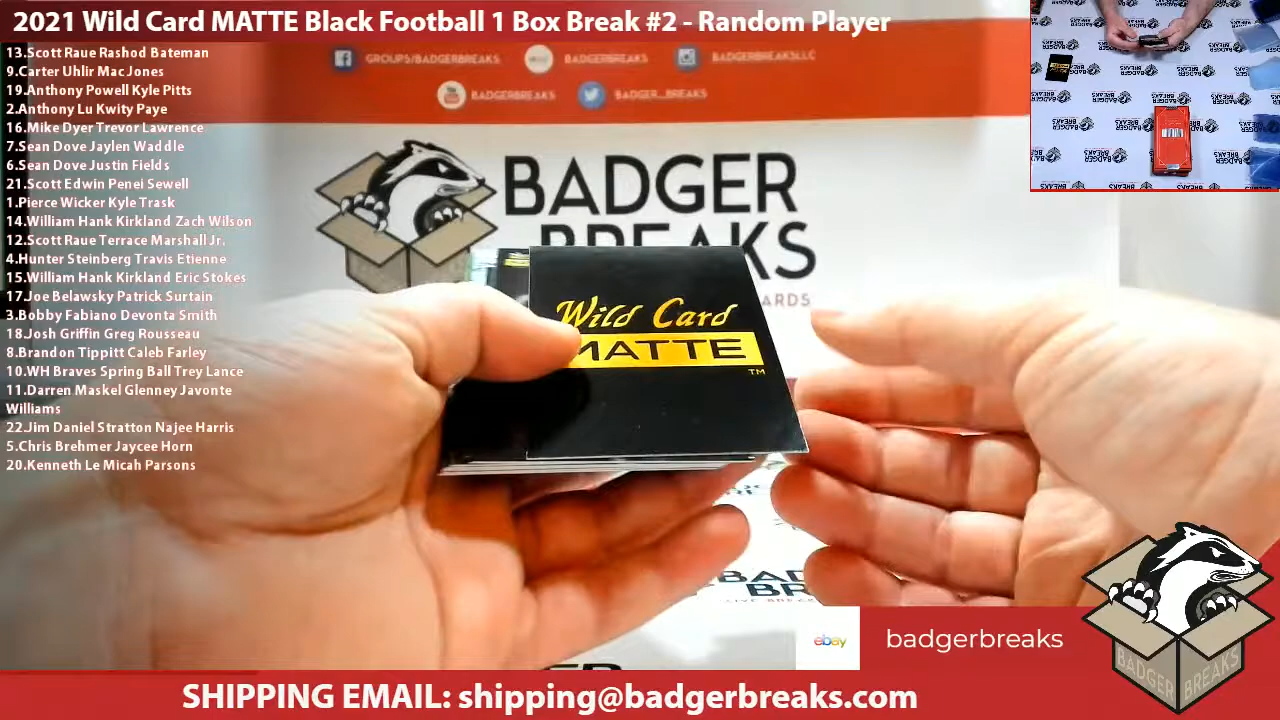 2021 Wild Card MATTE Black Football 1 Box Break #2 - Random Player
13.Scott Raue Rashod Bateman
9.Carter Uhlir Mac Jones
19.Anthony Powell Kyle Pitts
2.Anthony Lu Kwity Paye
16.Mike Dyer Trevor Lawrence
7.Sean Dove Jaylen Waddle
6.Sean Dove Justin Fields
21.Scott Edwin Penei Sewell
1.Pierce Wicker Kyle Trask
14.William Hank Kirkland Zach Wilson
12.Scott Raue Terrace Marshall Jr.
4.Hunter Steinberg Travis Etienne
15.William Hank Kirkland Eric Stokes
17.Joe Belawsky Patrick Surtain
3.Bobby Fabiano Devonta Smith
18.Josh Griffin Greg Rousseau
8.Brandon Tippitt Caleb Farley
10.WH Braves Spring Ball Trey Lance
11.Darren Maskel Glenney Javonte
Williams
22.Jim Daniel Stratton Najee Harris
5.Chris Brehmer Jaycee Horn
20.Kenneth Le Micah Parsons
GROUPS/BADGERBREAKS
BADGERBREAKS
BADGERBREAKSLLC
BADGERBREAKS
BADGER_BREAKS
BADGER
BREAKS
Wild Card
MATTE
TM
ebay
badgerbreaks
BADGER BREAKS
SHIPPING EMAIL: shipping@badgerbreaks.com